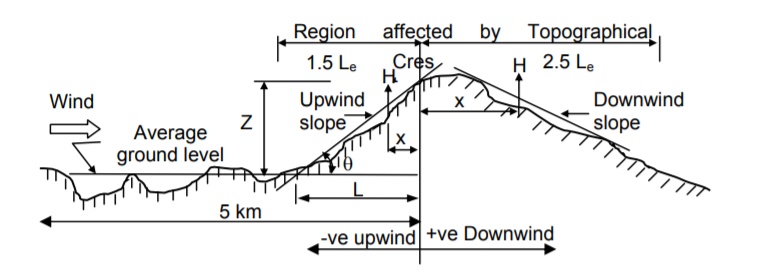 Region affected by Topographical
1.5 Le Cres 2.5 Le
H H
Wind
Upwind
slope
Z
x
Downwind
slope
Average
ground level
x
θ
L
5 km
-ve upwind +ve Downwind